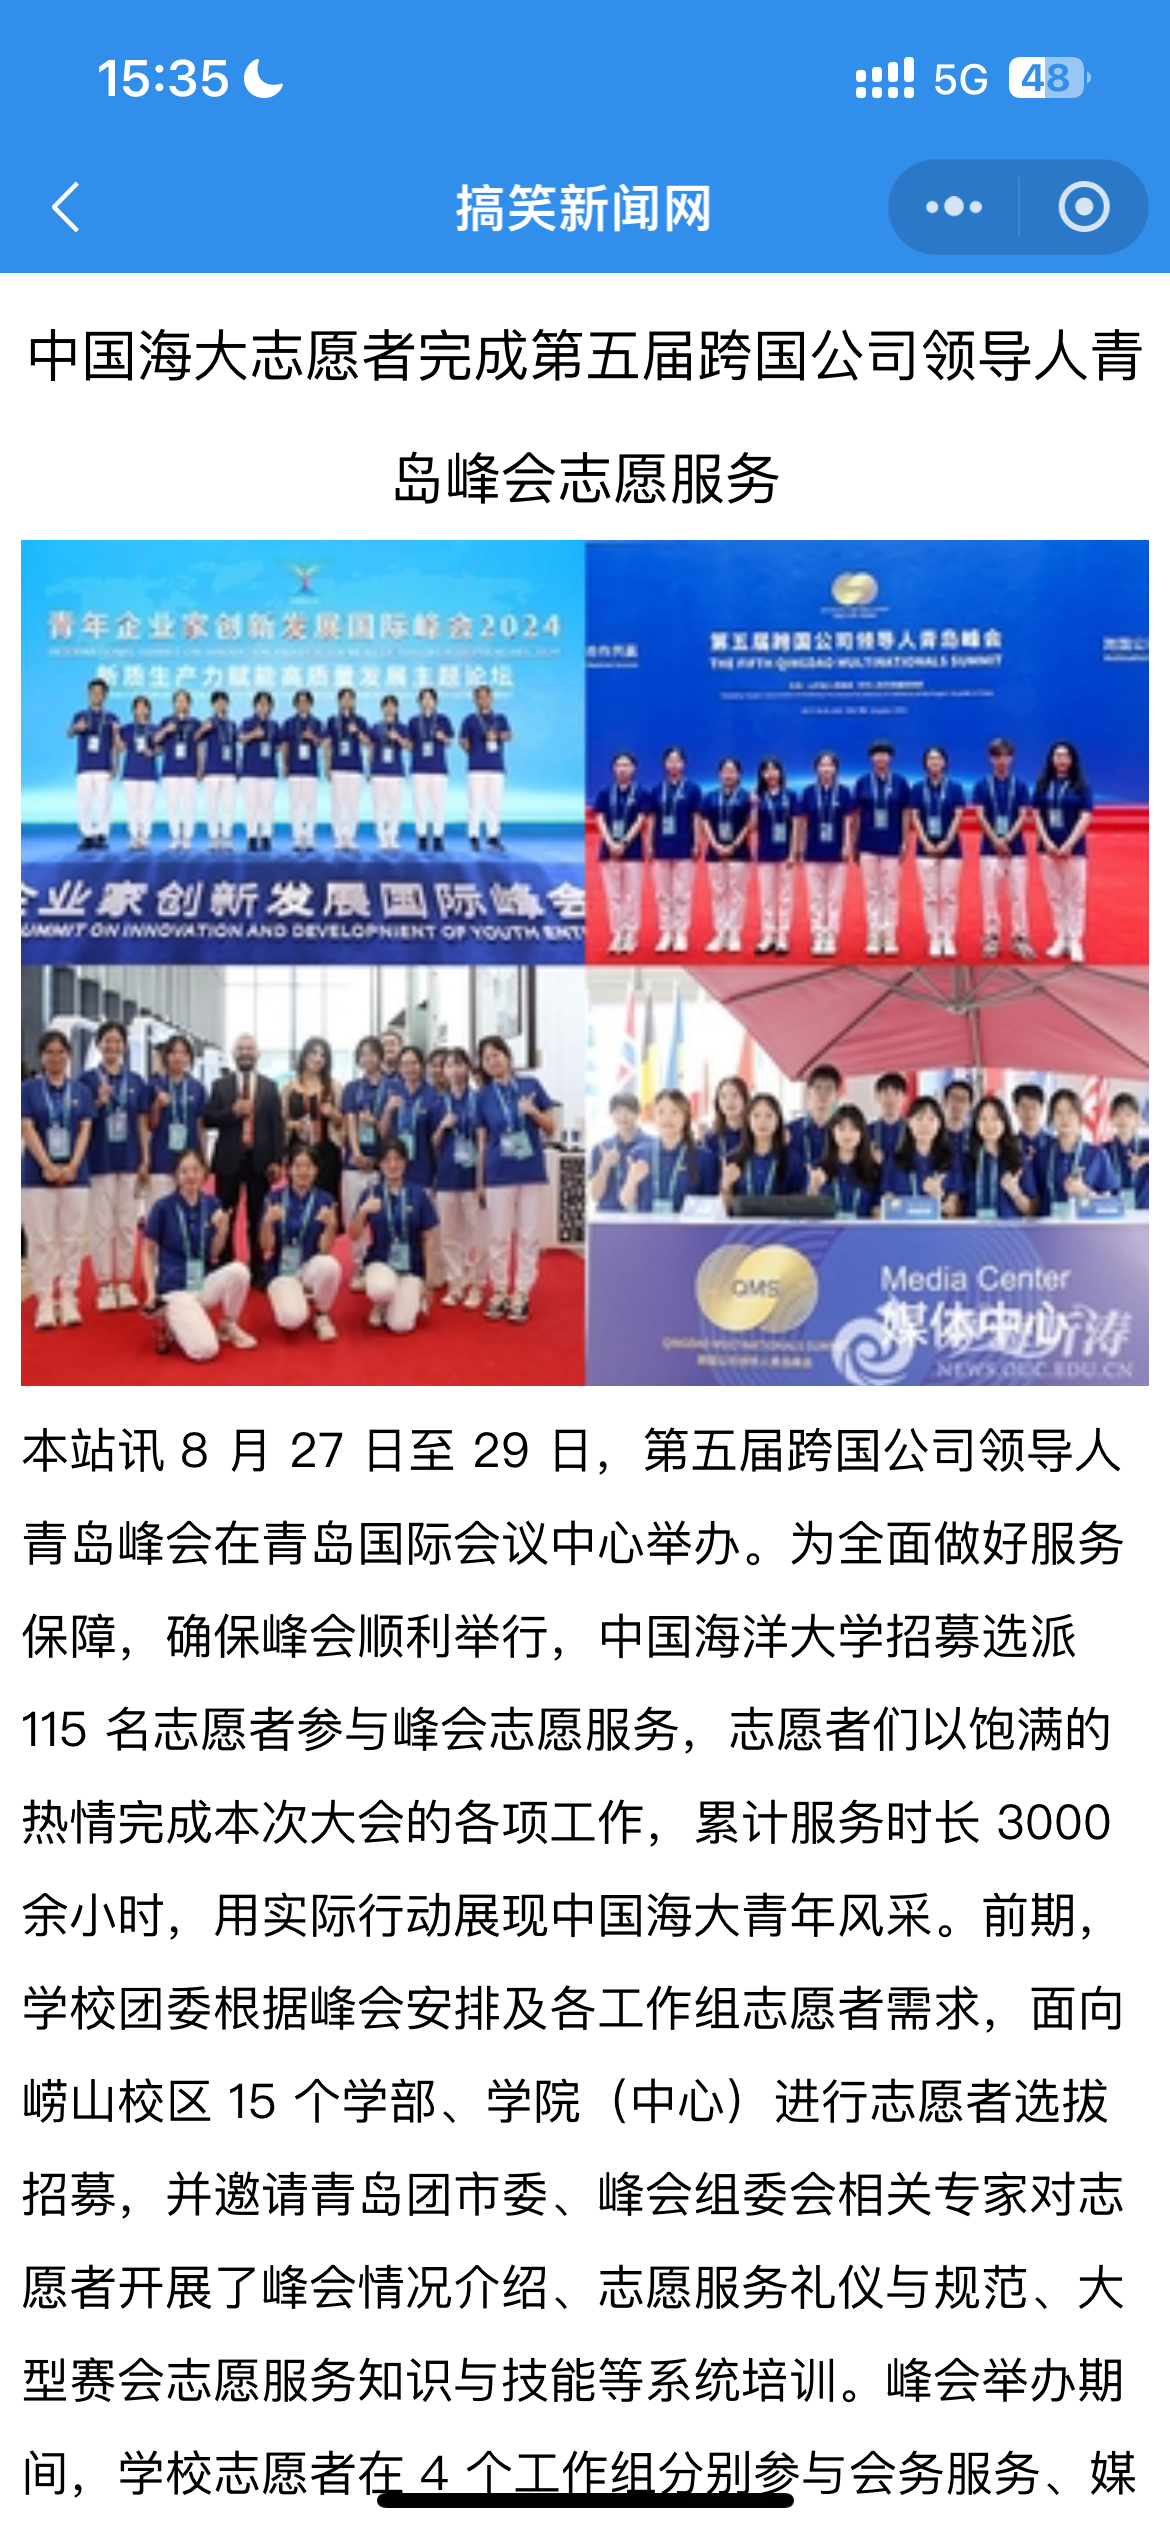 15:35
5G 48
搞笑新闻网
中国海大志愿者完成第五届跨国公司领导人青
岛峰会志愿服务
青年企业家创新发展国际峰会2024
新质生产力赋能高质量发展主题论坛
企业家创新发展国际峰会
SUMMIT ON INNOVATION AND DEVELOPMENT OF YOUTH ENT
第五届跨国公司领导人青岛峰会
THE FIFTH QINGDAO MULTINATIONALS SUMMIT
QMS
Media Center
媒体中心
NEWS.OUC.EDU.CN
本站讯 8 月 27 日至 29 日，第五届跨国公司领导人
青岛峰会在青岛国际会议中心举办。为全面做好服务
保障，确保峰会顺利举行，中国海洋大学招募选派
115 名志愿者参与峰会志愿服务，志愿者们以饱满的
热情完成本次大会的各项工作，累计服务时长 3000
余小时，用实际行动展现中国海大青年风采。前期，
学校团委根据峰会安排及各工作组志愿者需求，面向
崂山校区 15 个学部、学院（中心）进行志愿者选拔
招募，并邀请青岛团市委、峰会组委会相关专家对志
愿者开展了峰会情况介绍、志愿服务礼仪与规范、大
型赛会志愿服务知识与技能等系统培训。峰会举办期
间，学校志愿者在 4 个工作组分别参与会务服务、媒